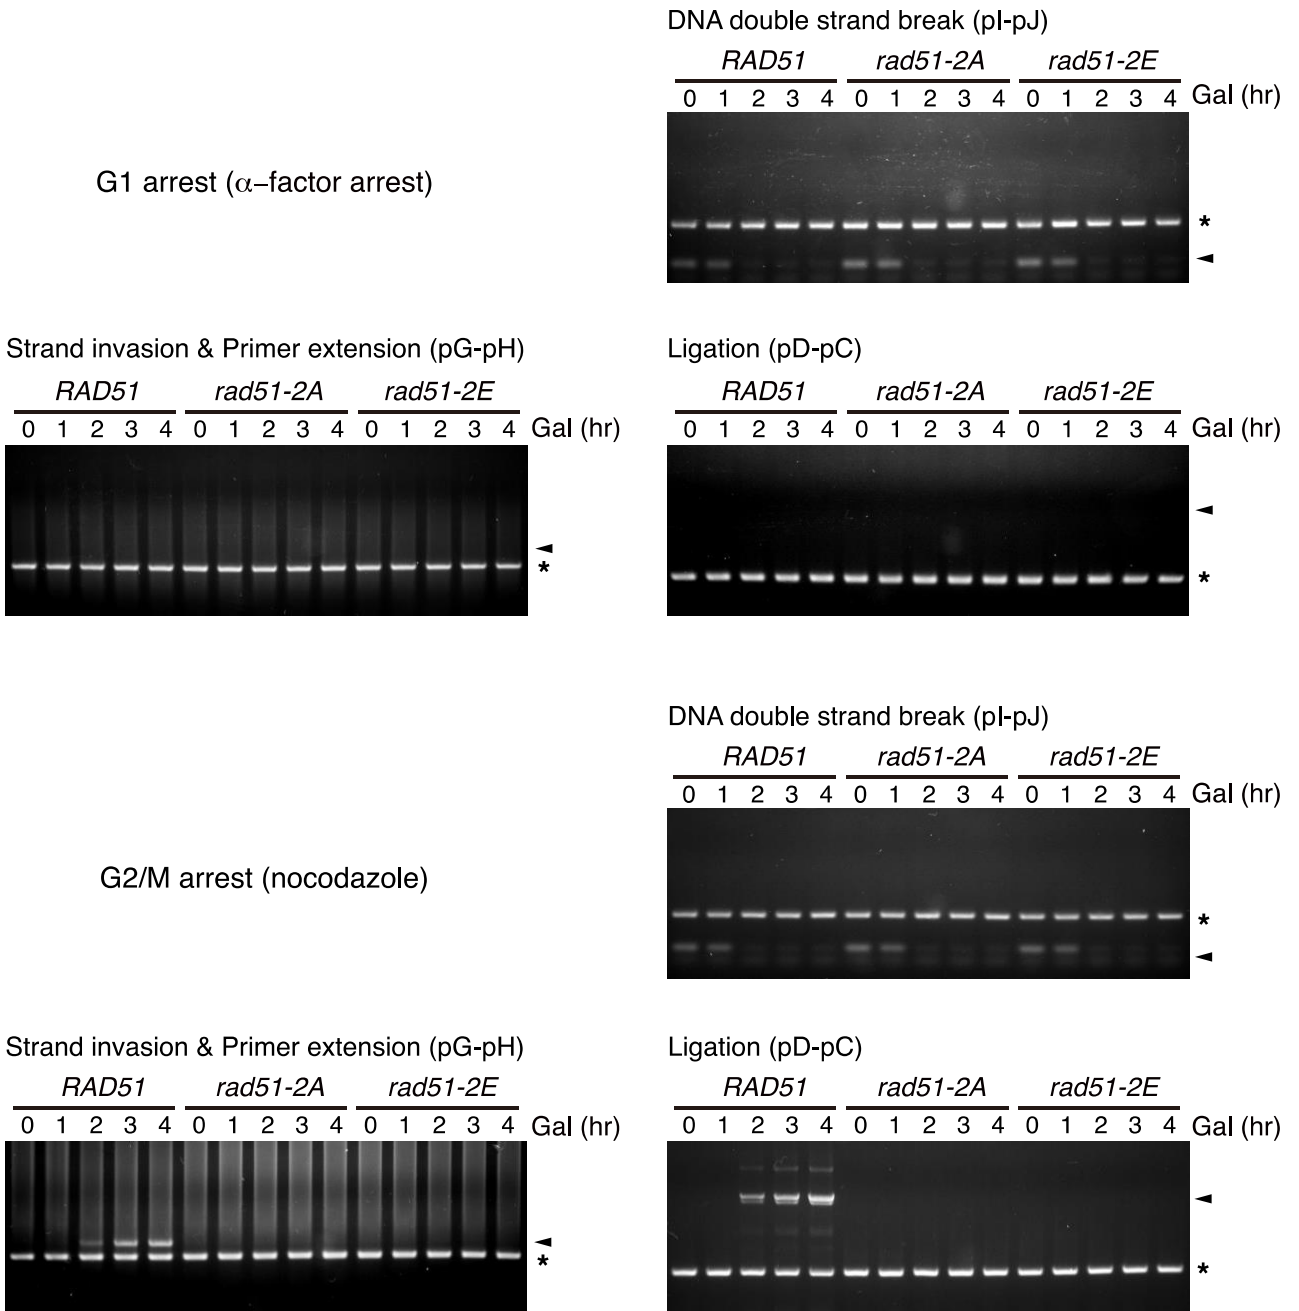 DNA double strand break (pI-pJ)
RAD51 rad51-2A rad51-2E
0 1 2 3 4 0 1 2 3 4 0 1 2 3 4 Gal (hr)
G1 arrest (α–factor arrest)
*
Strand invasion & Primer extension (pG-pH)
RAD51 rad51-2A rad51-2E
0 1 2 3 4 0 1 2 3 4 0 1 2 3 4 Gal (hr)
*
Ligation (pD-pC)
RAD51 rad51-2A rad51-2E
0 1 2 3 4 0 1 2 3 4 0 1 2 3 4 Gal (hr)
*
DNA double strand break (pI-pJ)
RAD51 rad51-2A rad51-2E
0 1 2 3 4 0 1 2 3 4 0 1 2 3 4 Gal (hr)
G2/M arrest (nocodazole)
*
Strand invasion & Primer extension (pG-pH)
RAD51 rad51-2A rad51-2E
0 1 2 3 4 0 1 2 3 4 0 1 2 3 4 Gal (hr)
*
Ligation (pD-pC)
RAD51 rad51-2A rad51-2E
0 1 2 3 4 0 1 2 3 4 0 1 2 3 4 Gal (hr)
*